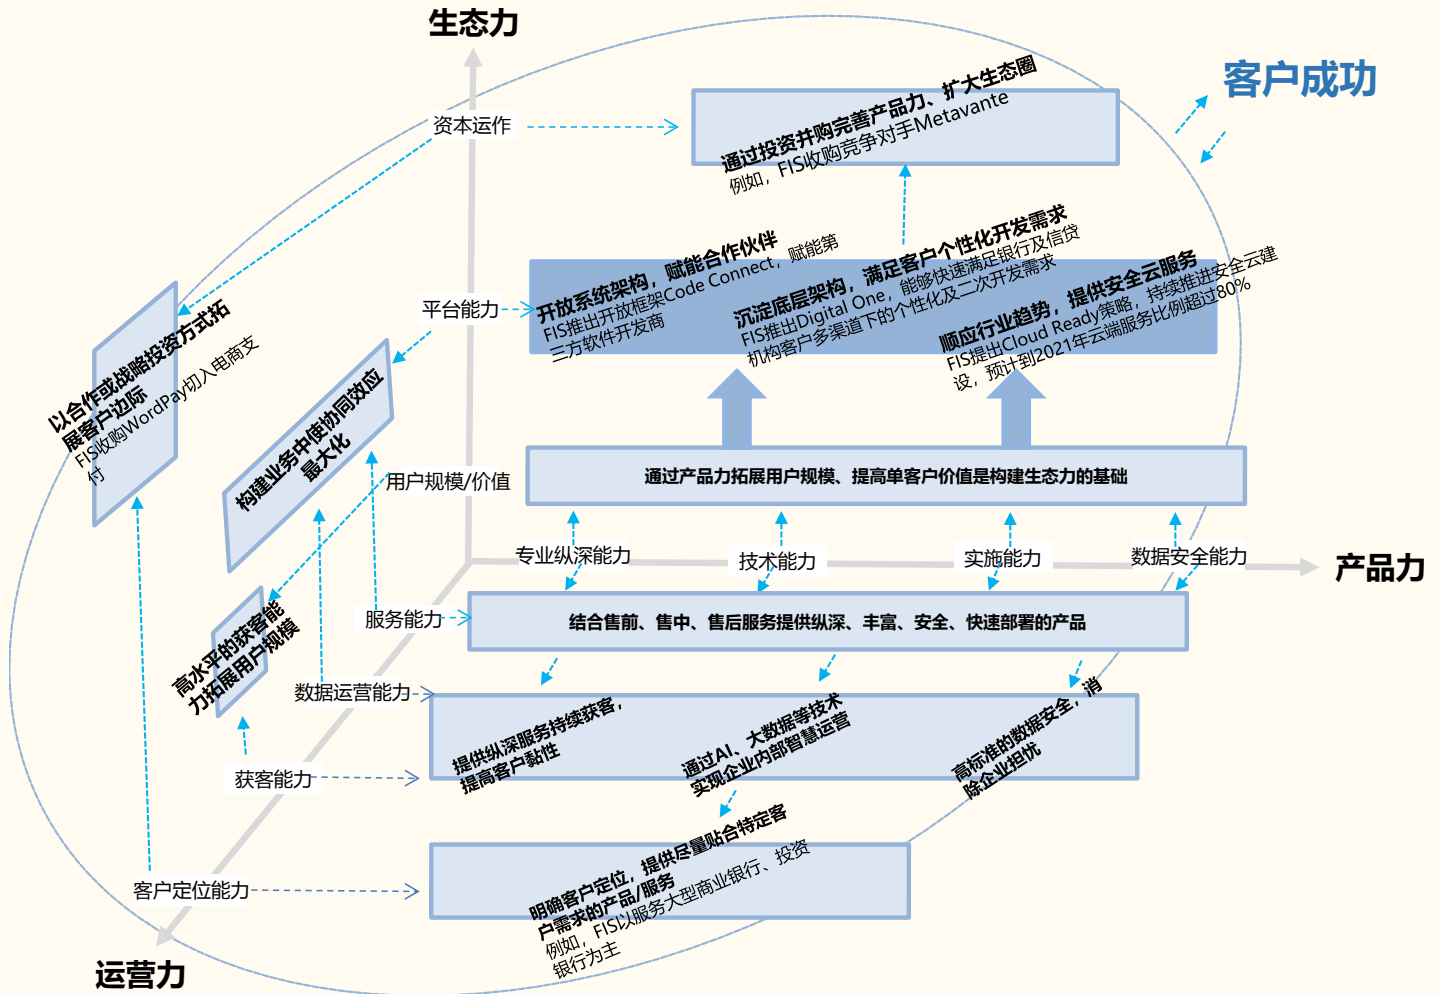 生态力
客户成功
资本运作
通过投资并购完善产品力、扩大生态圈
例如，FIS收购竞争对手Metavante
平台能力
开放系统架构，赋能合作伙伴
FIS推出开放框架Code Connect，赋能第
三方软件开发商
沉淀底层架构，满足客户个性化开发需求
FIS推出Digital One，能够快速满足银行及信贷
机构客户多渠道下的个性化及二次开发需求
顺应行业趋势，提供安全云服务
FIS提出Cloud Ready策略，持续推进安全云建
设，预计到2021年云端服务比例超过80%
以合作或战略投资方式拓
展客户边际
FIS收购WordPay切入电商支
付
构建业务中使协同效应
最大化
用户规模/价值
通过产品力拓展用户规模、提高单客户价值是构建生态力的基础
专业纵深能力
技术能力
实施能力
数据安全能力
产品力
服务能力
结合售前、售中、售后服务提供纵深、丰富、安全、快速部署的产品
高水平的获客能
力拓展用户规模
数据运营能力
提供纵深服务持续获客，
提高客户黏性
通过AI、大数据等技术
实现企业内部智慧运营
高标准的数据安全，消
除企业担忧
获客能力
客户定位能力
明确客户定位，提供尽量贴合特定客
户需求的产品/服务
例如，FIS以服务大型商业银行、投资
银行为主
运营力